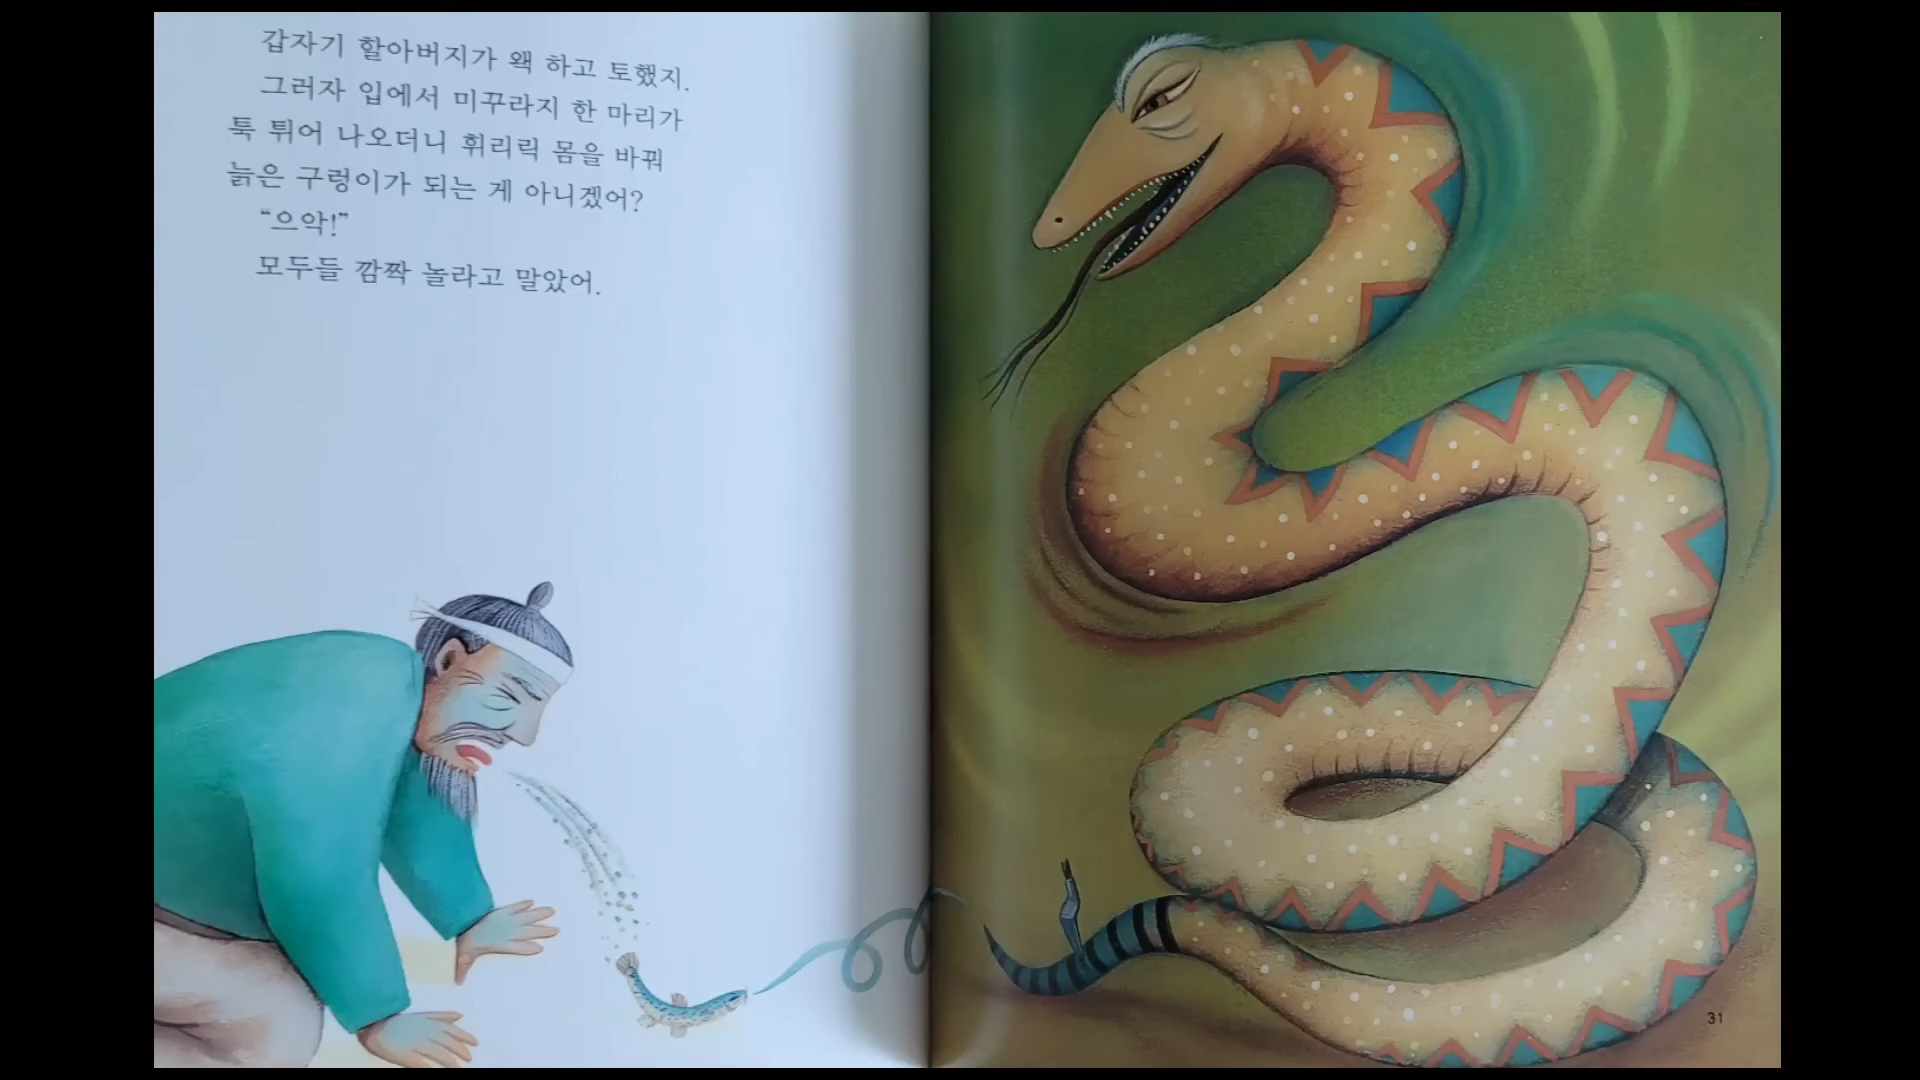 갑자기 할아버지가 왝 하고 토했지.
그러자 입에서 미꾸라지 한 마리가
툭 튀어 나오더니 휘리릭 몸을 바꿔
늙은 구렁이가 되는 게 아니겠어?
“으악!”
모두들 깜짝 놀라고 말았어.
31